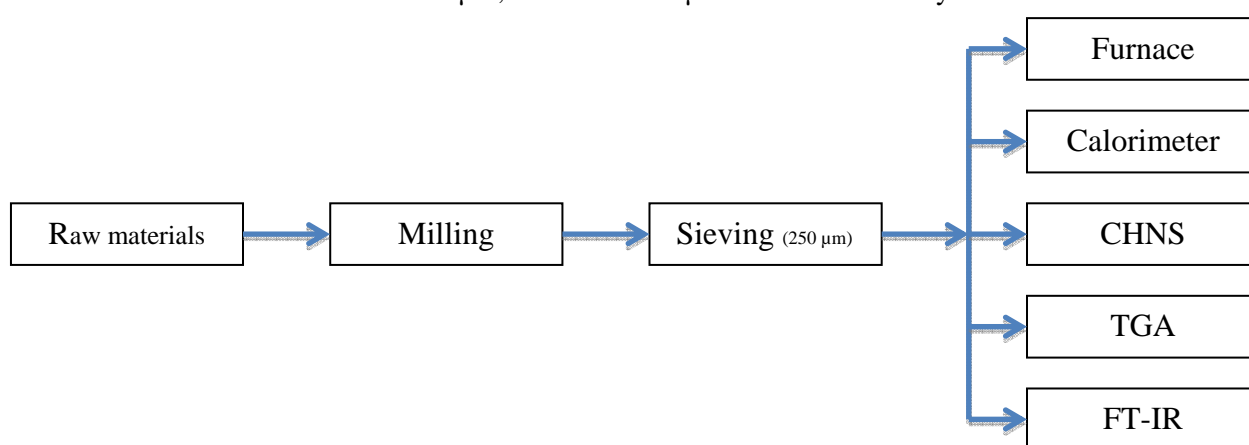 Furnace
Calorimeter
Raw materials
Milling
Sieving (250 µm)
CHNS
TGA
FT-IR